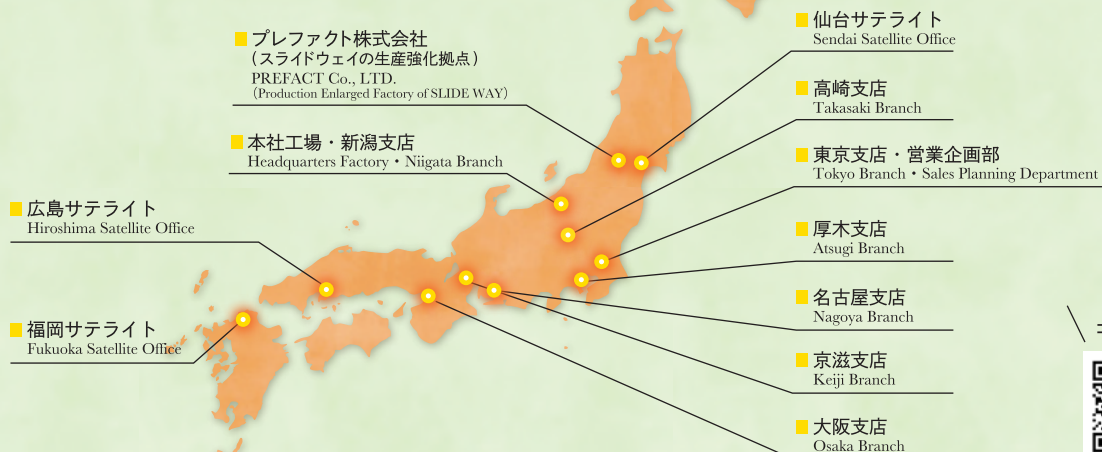 プレファクト株式会社
(スライドウェイの生産強化拠点)
PREFACT Co., LTD.
(Production Enlarged Factory of SLIDE WAY)
本社工場・新潟支店
Headquarters Factory・Niigata Branch
広島サテライト
Hiroshima Satellite Office
福岡サテライト
Fukuoka Satellite Office
仙台サテライト
Sendai Satellite Office
高崎支店
Takasaki Branch
東京支店・営業企画部
Tokyo Branch・Sales Planning Department
厚木支店
Atsugi Branch
名古屋支店
Nagoya Branch
京滋支店
Keiji Branch
大阪支店
Osaka Branch